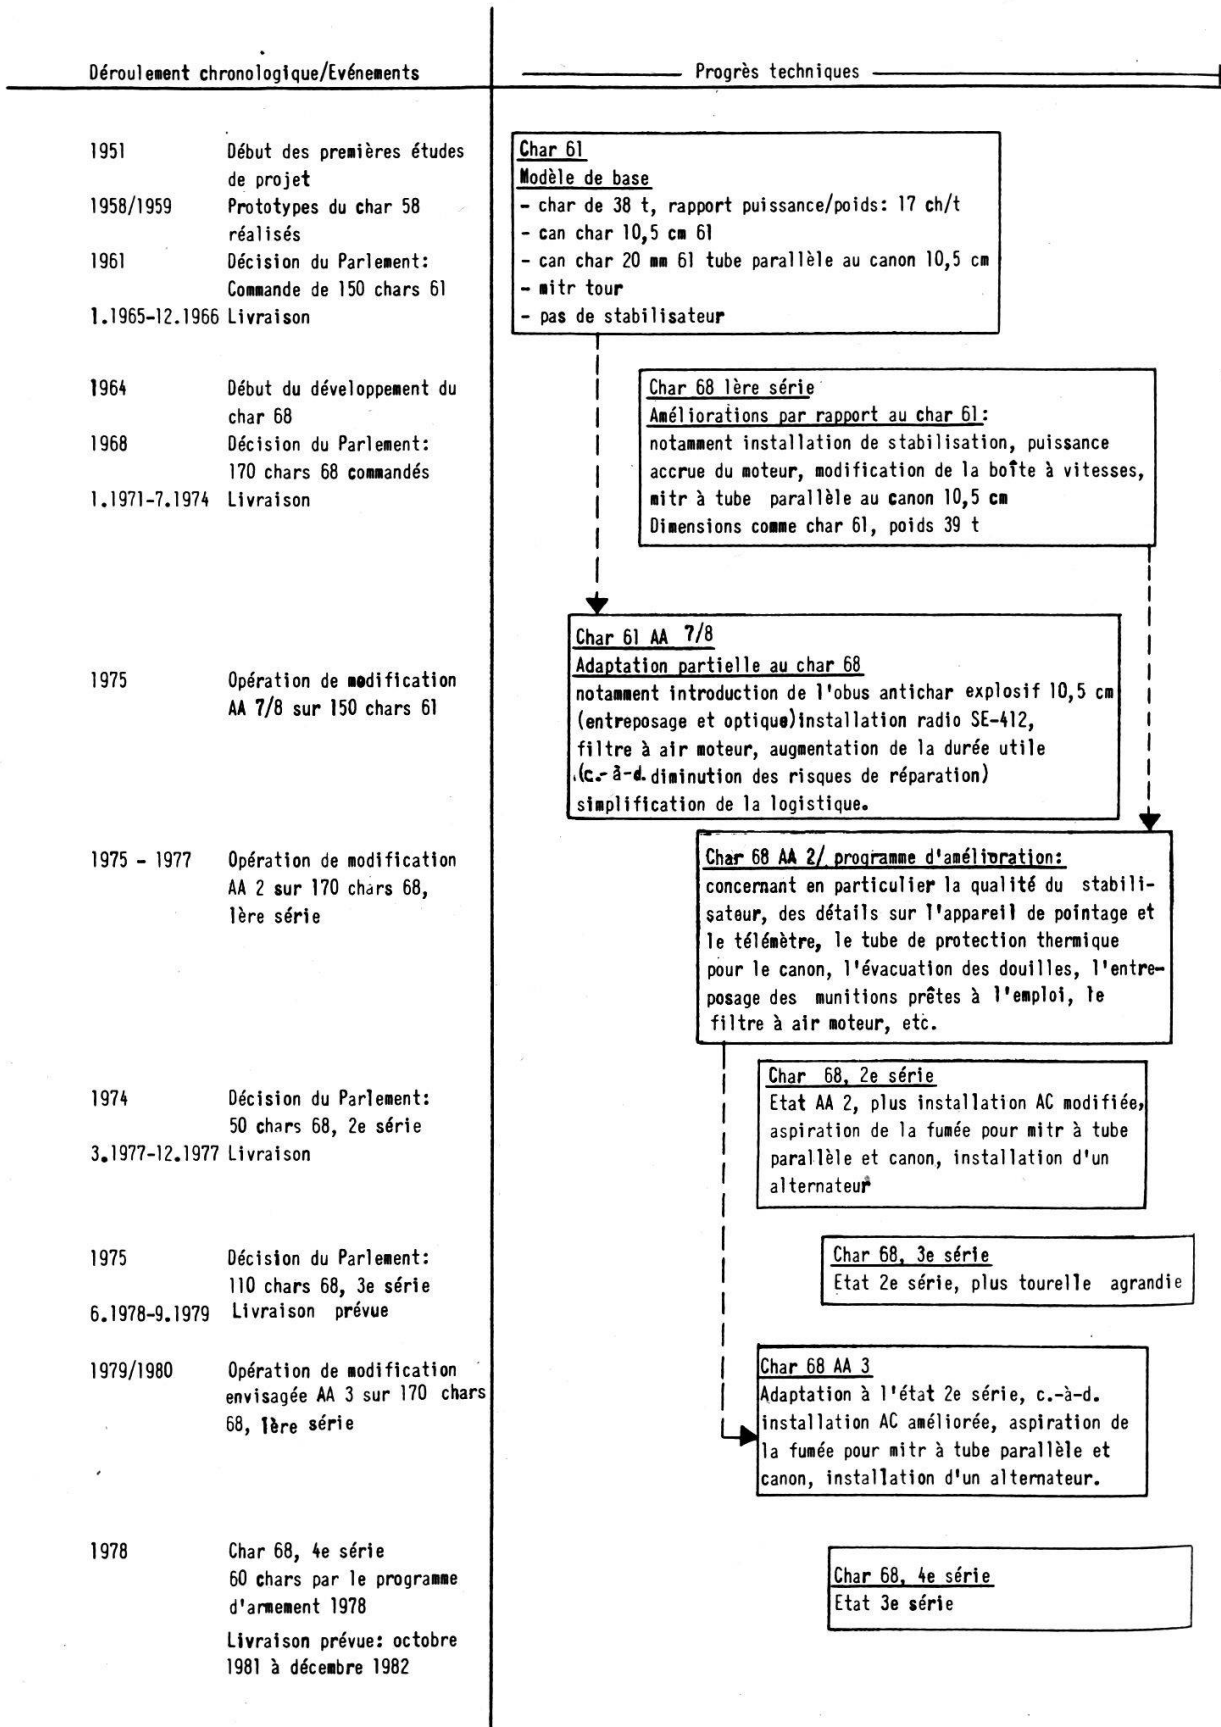 Déroulement chronologique/Evénements
Progrès techniques
1951 Début des premières études
de projet
1958/1959 Prototypes du char 58
réalisés
1961 Décision du Parlement:
Commande de 150 chars 61
1.1965-12.1966 Livraison
Char 61
Modèle de base
- char de 38 t, rapport puissance/poids: 17 ch/t
- can char 10,5 cm 61
- can char 20 mm 61 tube parallèle au canon 10,5 cm
- mitr tour
- pas de stabilisateur
1964 Début du développement du
char 68
1968 Décision du Parlement:
170 chars 68 commandés
1.1971-7.1974 Livraison
Char 68 1ère série
Améliorations par rapport au char 61:
notamment installation de stabilisation, puissance
accrue du moteur, modification de la boîte à vitesses,
mitr à tube parallèle au canon 10,5 cm
Dimensions comme char 61, poids 39 t
1975 Opération de modification
AA 7/8 sur 150 chars 61
Char 61 AA 7/8
Adaptation partielle au char 68
notamment introduction de l'obus antichar explosif 10,5 cm
(entreposage et optique)installation radio SE-412,
filtre à air moteur, augmentation de la durée utile
(c.-à-d. diminution des risques de réparation)
simplification de la logistique.
1975 - 1977 Opération de modification
AA 2 sur 170 chars 68,
1ère série
Char 68 AA 2/ programme d'amélioration:
concernant en particulier la qualité du stabili-
sateur, des détails sur l'appareil de pointage et
le télémètre, le tube de protection thermique
pour le canon, l'évacuation des douilles, l'entre-
posage des munitions prêtes à l'emploi, le
filtre à air moteur, etc.
1974 Décision du Parlement:
50 chars 68, 2e série
3.1977-12.1977 Livraison
Char 68, 2e série
Etat AA 2, plus installation AC modifiée,
aspiration de la fumée pour mitr à tube
parallèle et canon, installation d'un
alternateur
1975 Décision du Parlement:
110 chars 68, 3e série
6.1978-9.1979 Livraison prévue
Char 68, 3e série
Etat 2e série, plus tourelle agrandie
1979/1980 Opération de modification
envisagée AA 3 sur 170 chars
68, 1ère série
Char 68 AA 3
Adaptation à l'état 2e série, c.-à-d.
installation AC améliorée, aspiration de
la fumée pour mitr à tube parallèle et
canon, installation d'un alternateur.
1978 Char 68, 4e série
60 chars par le programme
d'armement 1978
Livraison prévue: octobre
1981 à décembre 1982
Char 68, 4e série
Etat 3e série